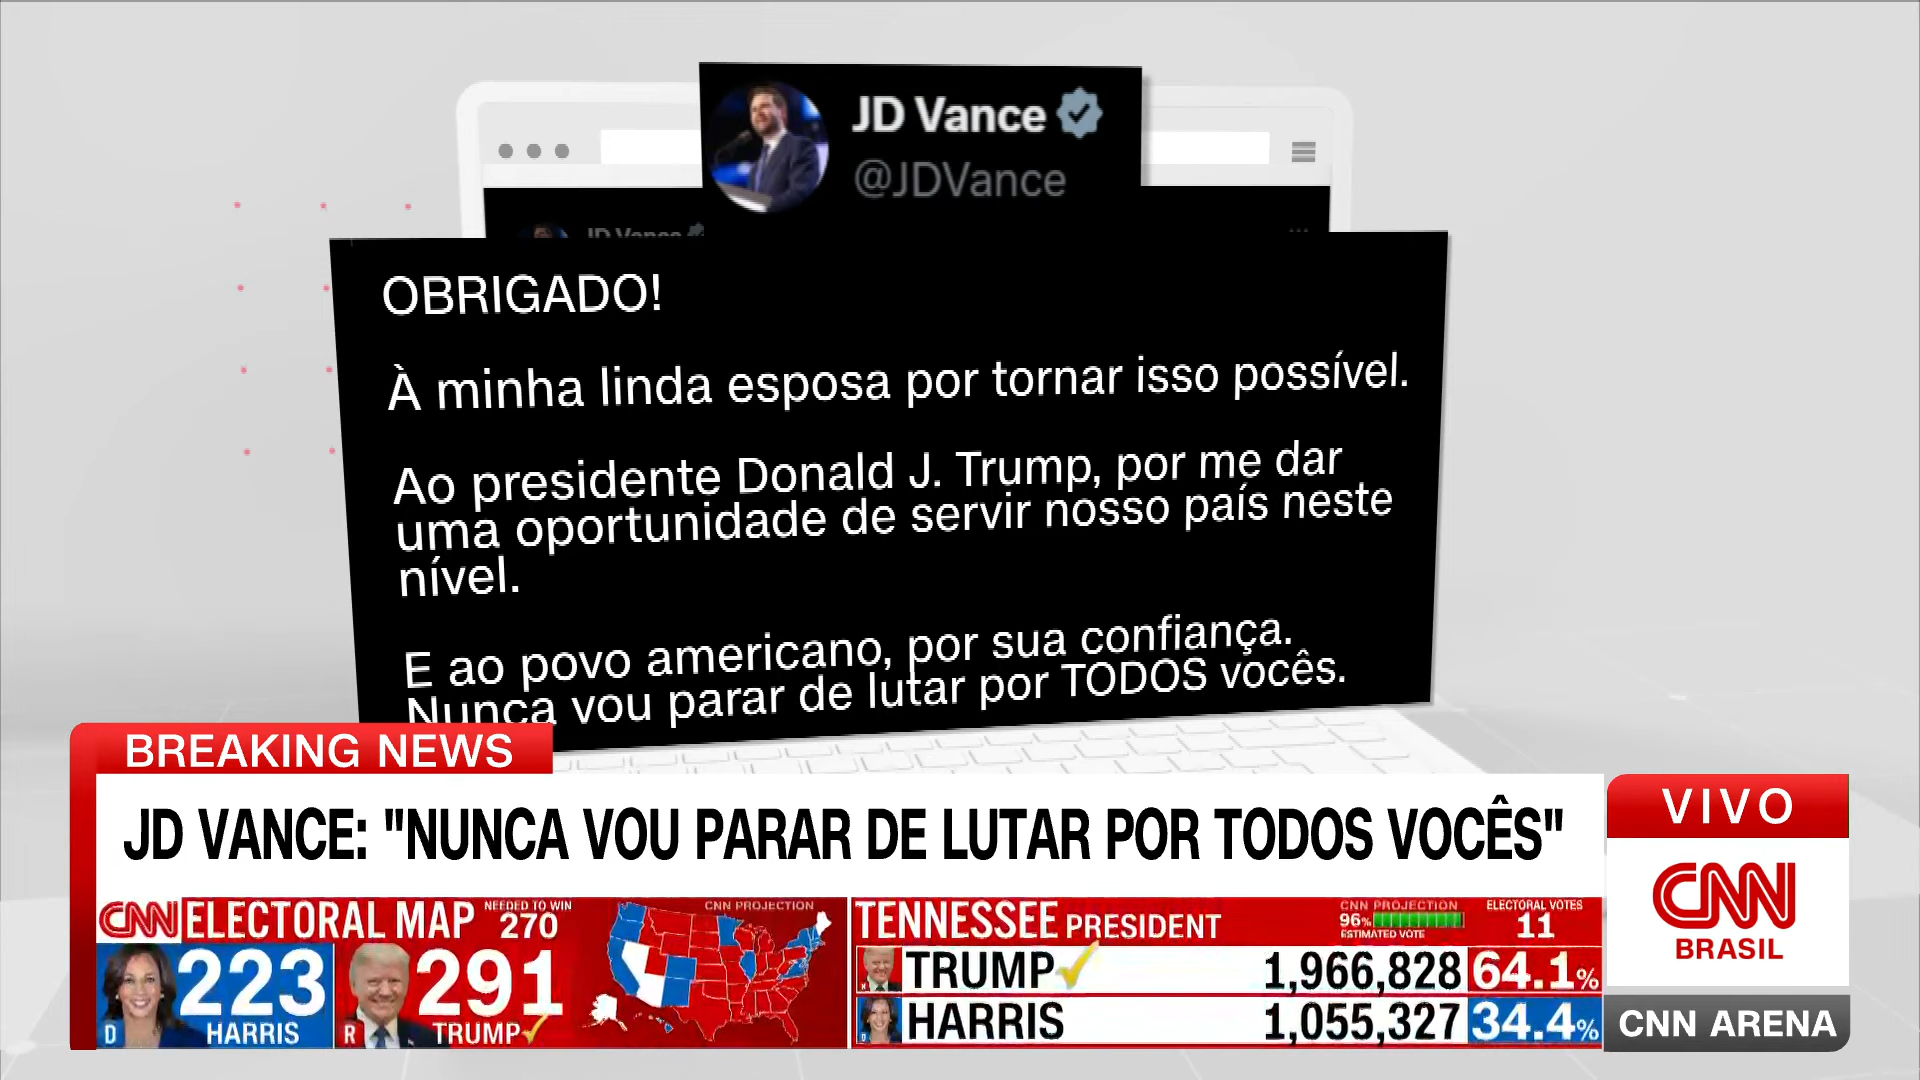 JD Vance
@JDVance
JD Vance
OBRIGADO!
À minha linda esposa por tornar isso possível.
Ao presidente Donald J. Trump, por me dar
uma oportunidade de servir nosso país neste
nível.
E ao povo americano, por sua confiança.
Nunca vou parar de lutar por TODOS vocês.
BREAKING NEWS
JD VANCE: "NUNCA VOU PARAR DE LUTAR POR TODOS VOCÊS"
VIVO
CNN
BRASIL
CNN ARENA
CNN ELECTORAL MAP
NEEDED TO WIN
270
CNN PROJECTION
223
HARRIS
D
291
TRUMP
R
TENNESSEE PRESIDENT
CNN PROJECTION
96%
ESTIMATED VOTE
ELECTORAL VOTES
11
TRUMP 1,966,828 64.1%
HARRIS 1,055,327 34.4%